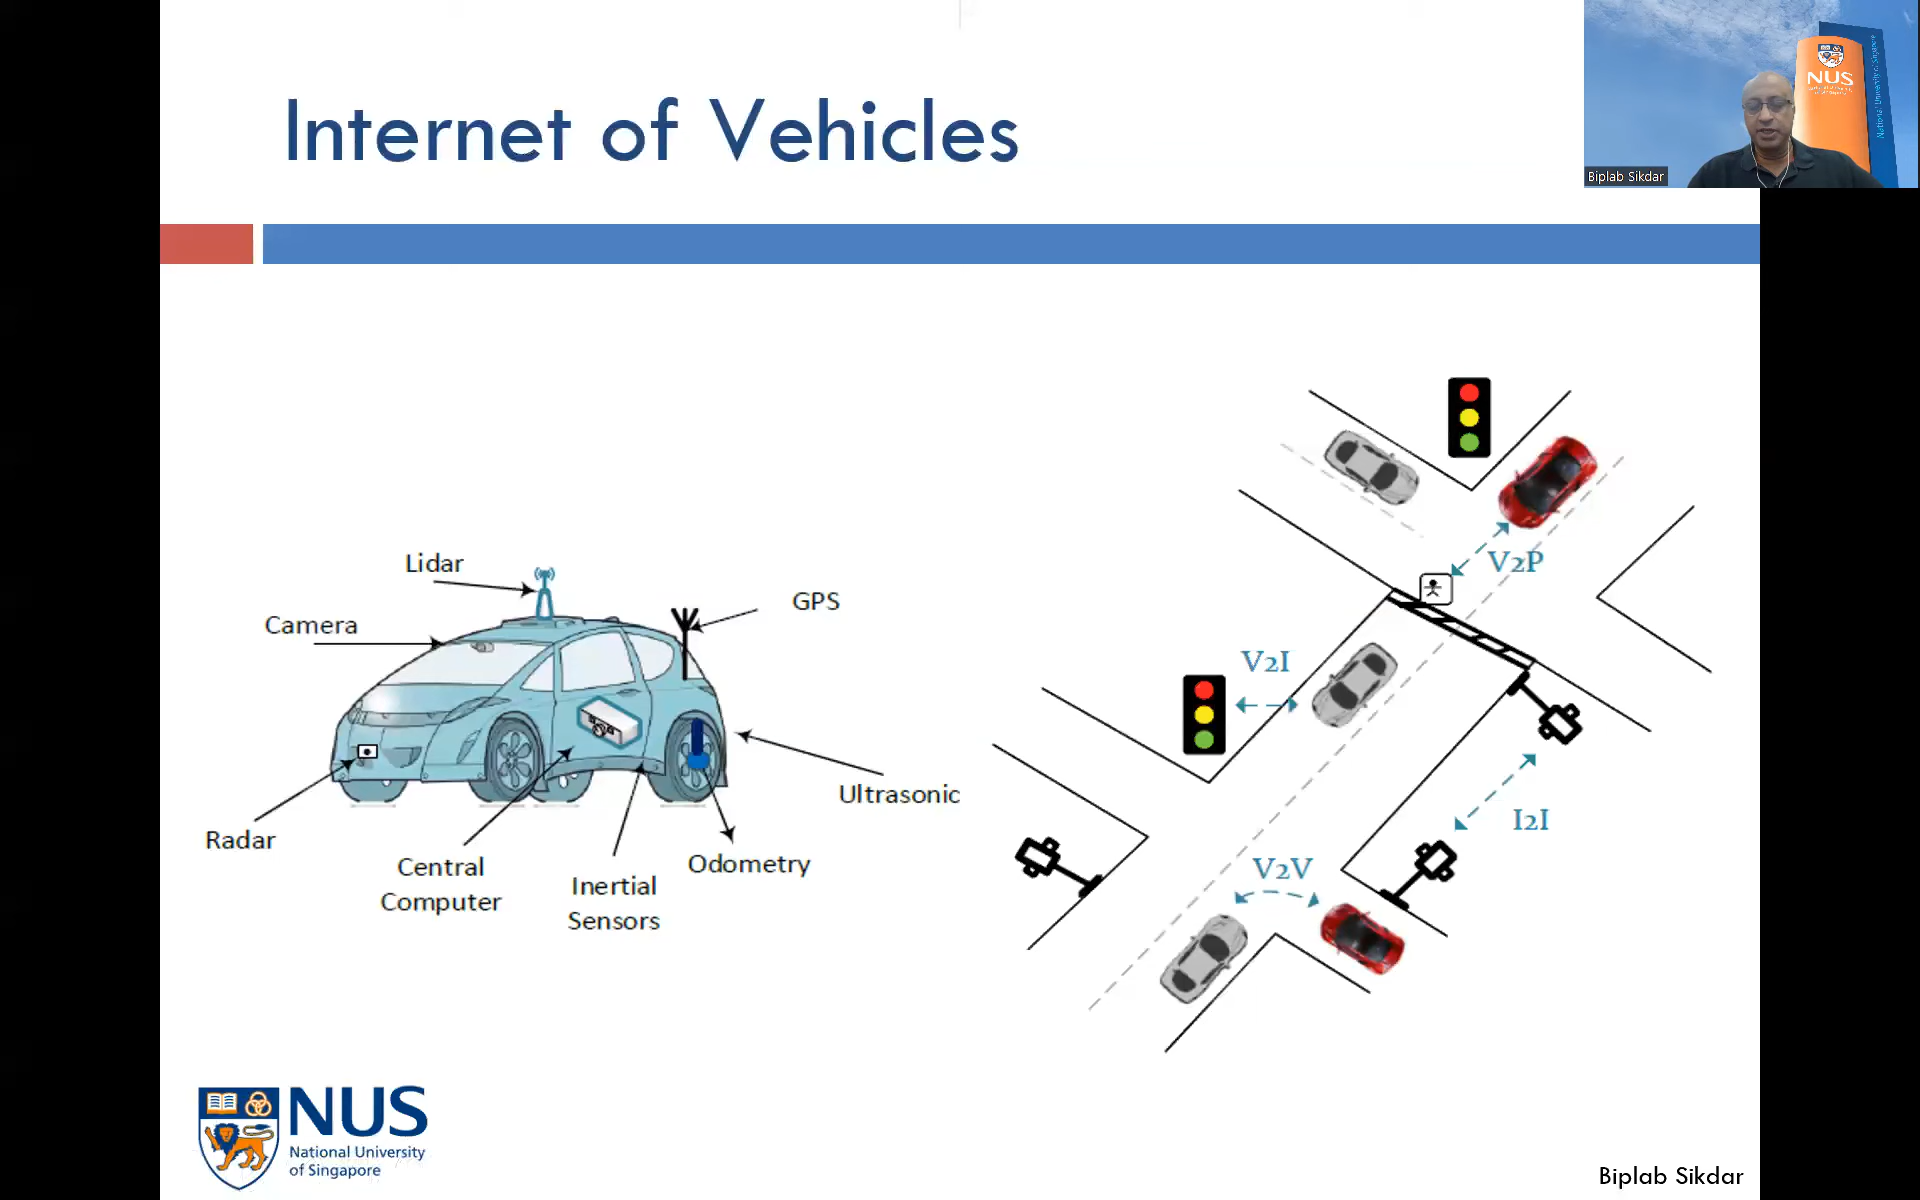 Internet of Vehicles
NUS
Biplab Sikdar
Lidar
GPS
Camera
Ultrasonic
Radar
Central
Computer
Inertial
Sensors
Odometry
V2P
V2I
I2I
V2V
NUS
National University
of Singapore
Biplab Sikdar